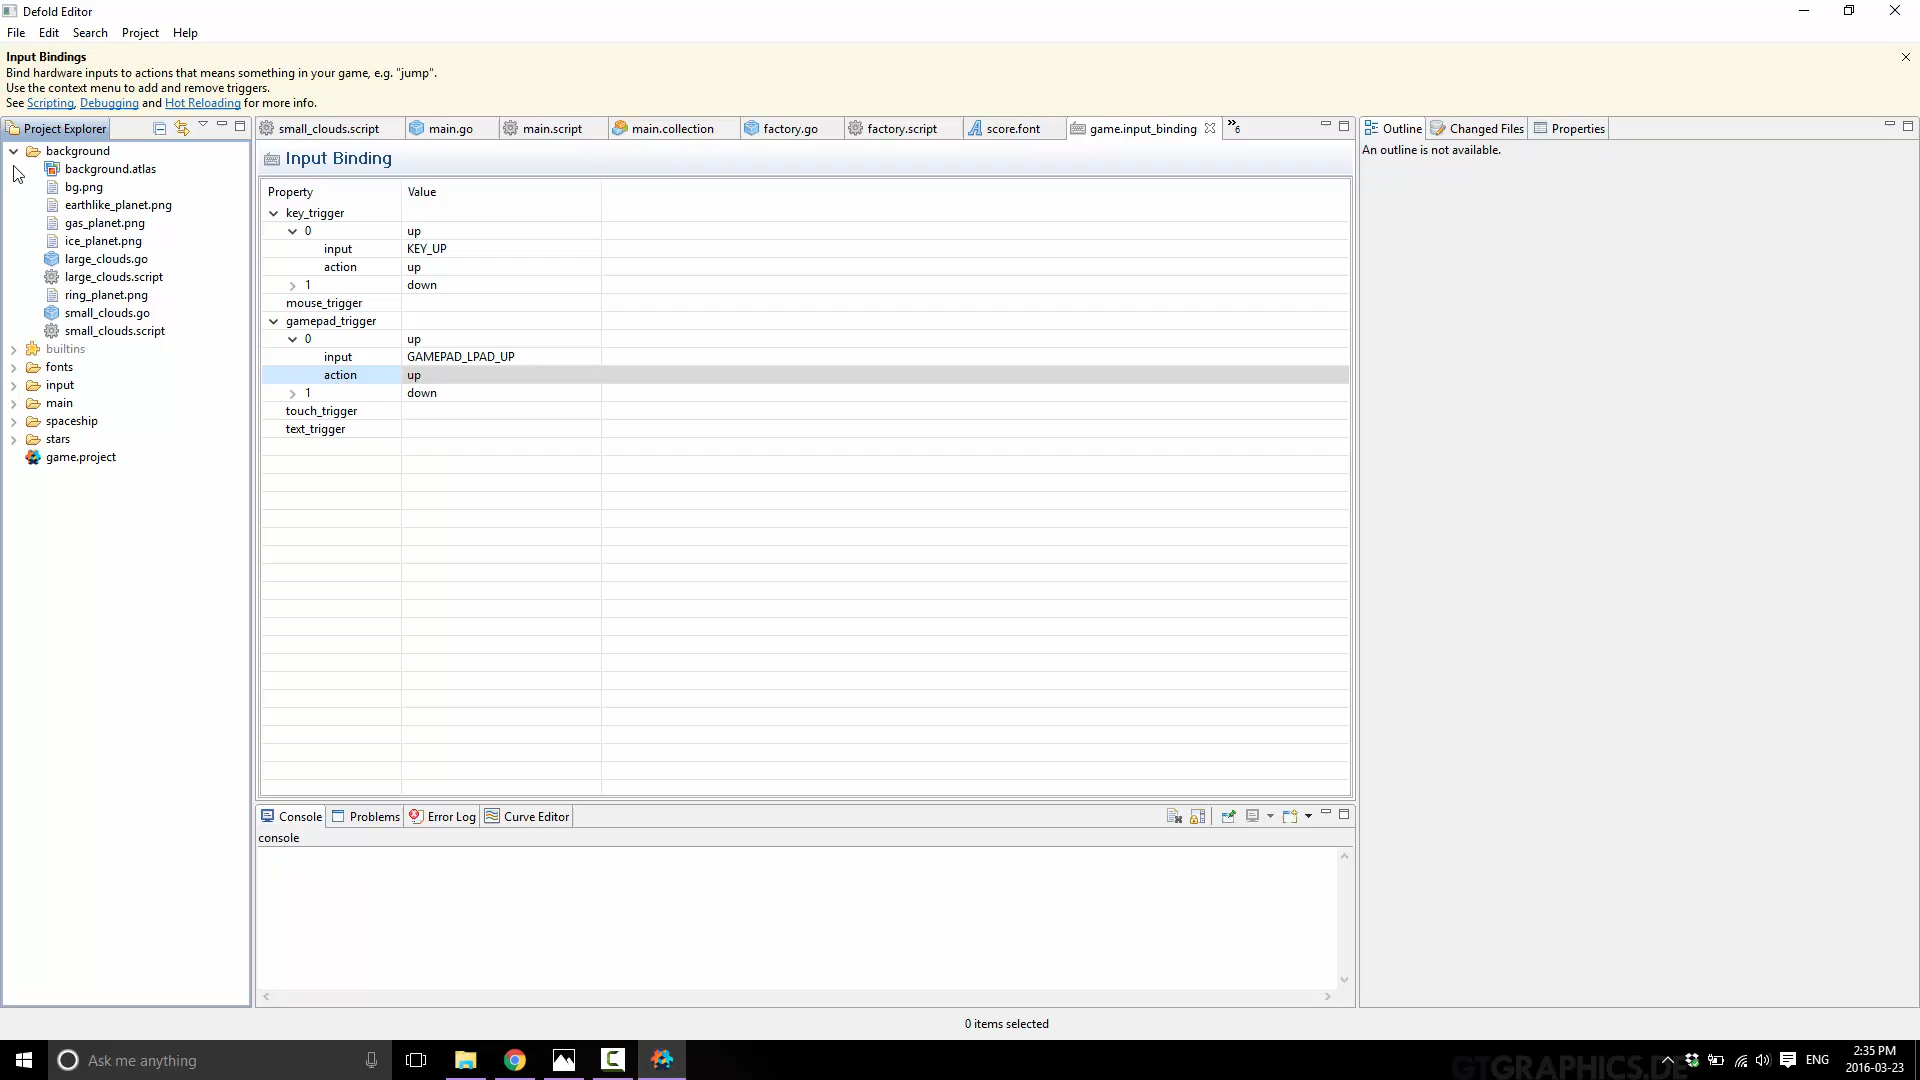 Defold Editor
File Edit Search Project Help
Input Bindings
Bind hardware inputs to actions that means something in your game, e.g. "jump".
Use the context menu to add and remove triggers.
See Scripting, Debugging and Hot Reloading for more info.
Project Explorer
background
background.atlas
bg.png
earthlike_planet.png
gas_planet.png
ice_planet.png
large_clouds.go
large_clouds.script
ring_planet.png
small_clouds.go
small_clouds.script
builtins
fonts
input
main
spaceship
stars
game.project
small_clouds.script main.go main.script main.collection factory.go factory.script score.font game.input_binding » 6
Input Binding
Property Value
key_trigger
0 up
input KEY_UP
action up
1 down
mouse_trigger
gamepad_trigger
0 up
input GAMEPAD_LPAD_UP
action up
1 down
touch_trigger
text_trigger
Console Problems Error Log Curve Editor
console
Outline Changed Files Properties
An outline is not available.
0 items selected
Ask me anything
GTGRAPHICS.DE
ENG
2:35 PM
2016-03-23